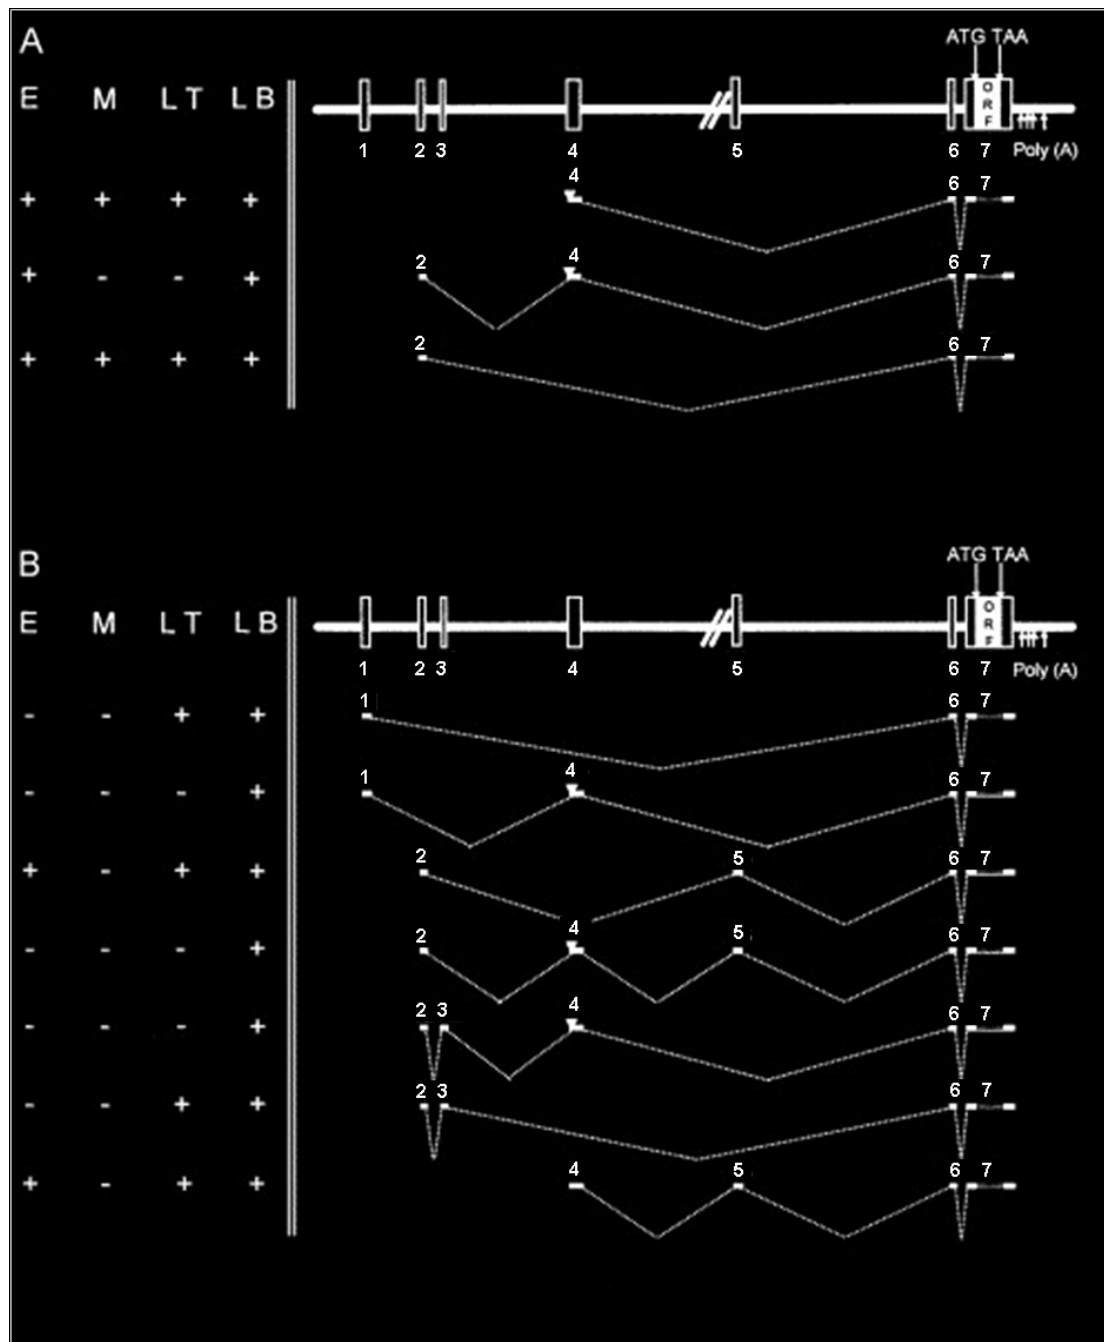 A
ATG TAA
E M LT LB
ORF
1 2 3 4 5 6 7 Poly (A)
4 6 7
+ + + +
2 4 6 7
+ - - +
2 6 7
+ + + +
B
ATG TAA
E M LT LB
ORF
1 2 3 4 5 6 7 Poly (A)
1 6 7
- - + +
1 4 6 7
- - - +
2 5 6 7
+ - + +
2 4 5 6 7
- - - +
2 3 4 6 7
- - - +
2 3 6 7
- - + +
4 5 6 7
+ - + +